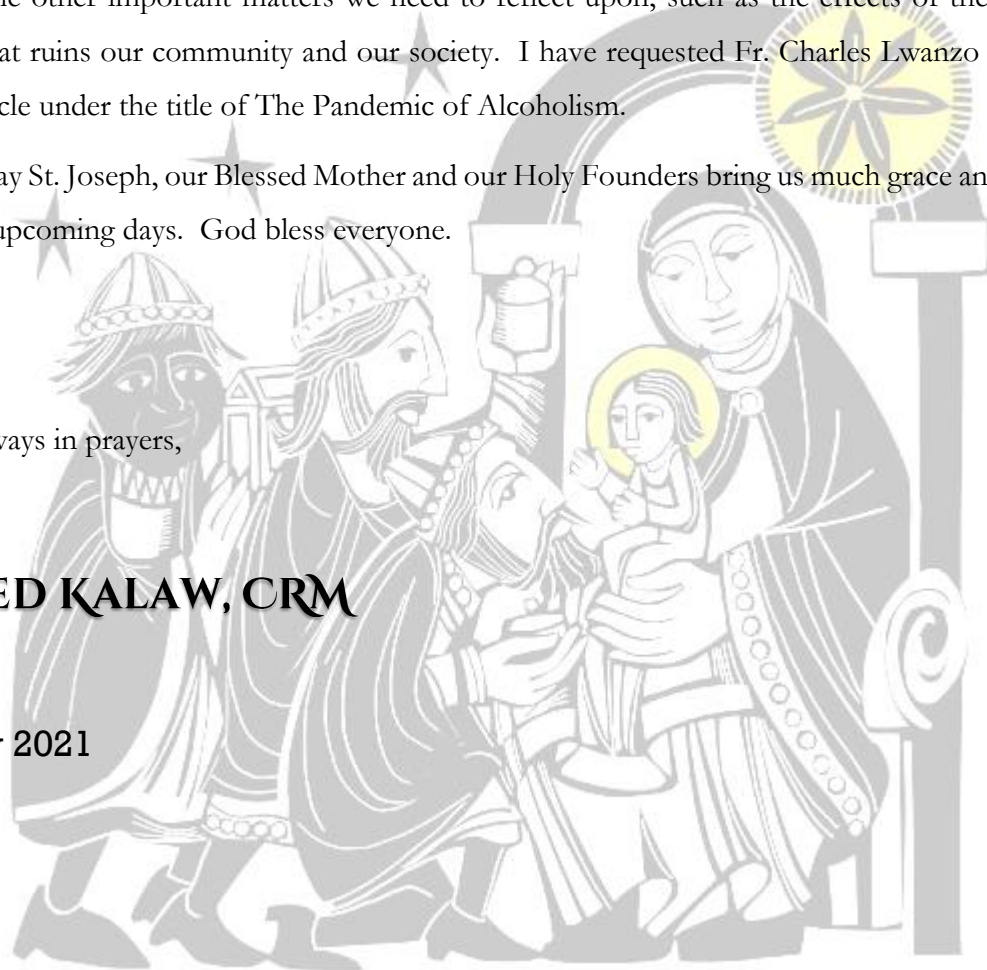 ne other important matters we need to reflect upon, such as the effects of the
at ruins our community and our society. I have requested Fr. Charles Lwanzo
cle under the title of The Pandemic of Alcoholism.
ay St. Joseph, our Blessed Mother and our Holy Founders bring us much grace an
upcoming days. God bless everyone.
ways in prayers,
ED KALAW, CRM
r 2021